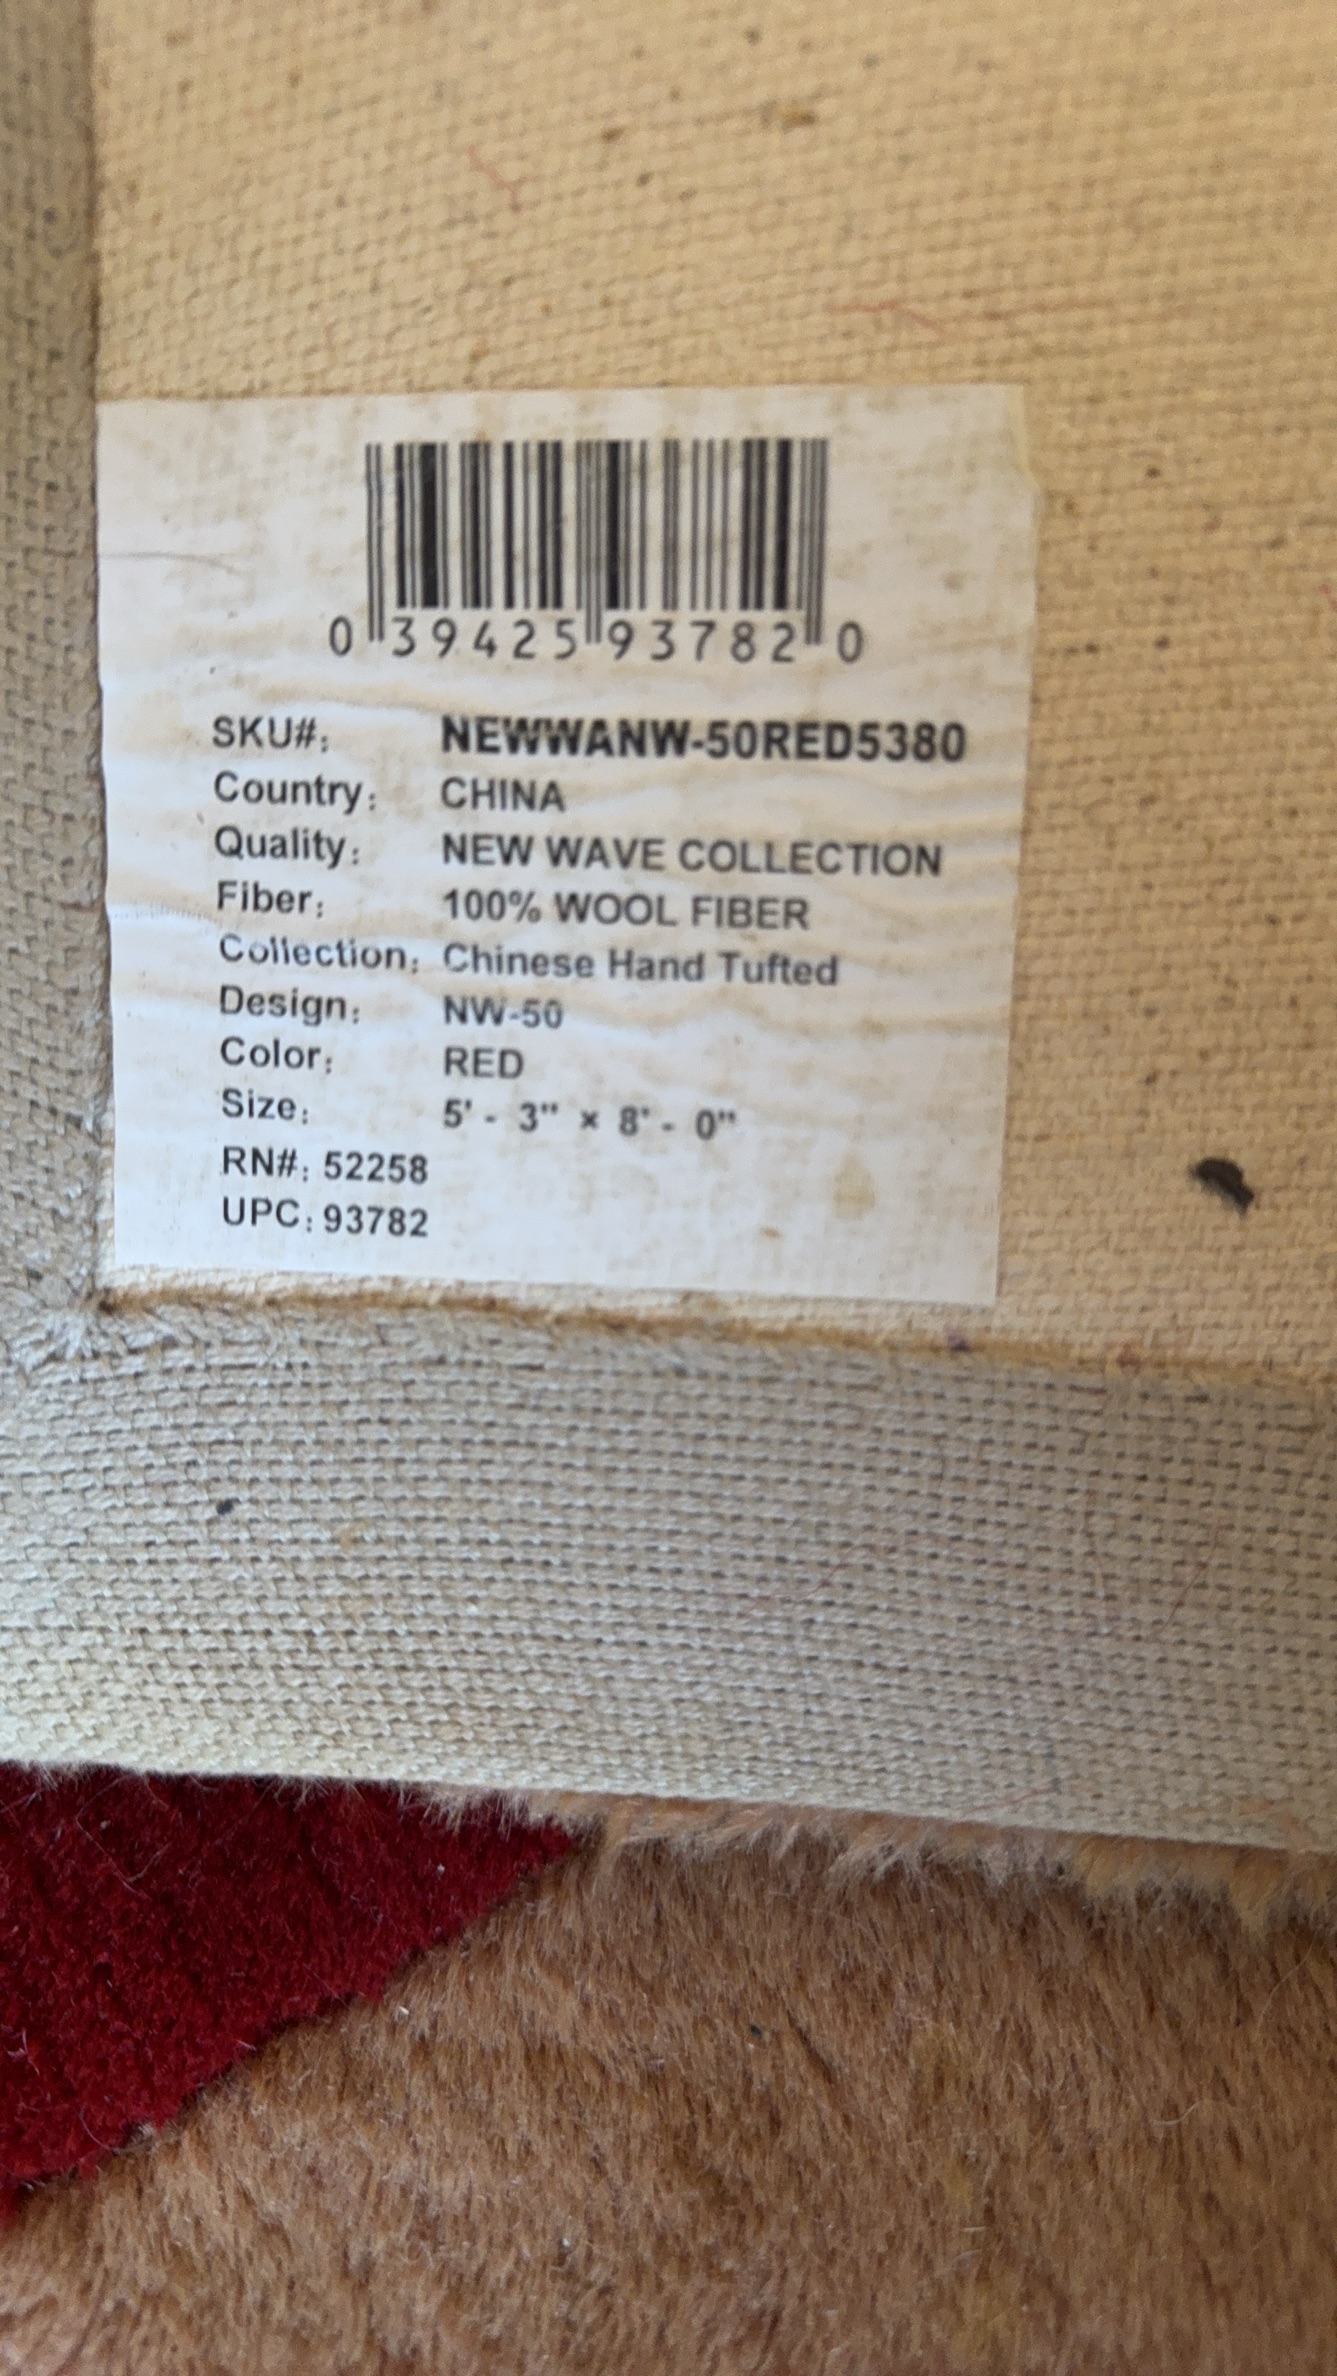 0 39425 93782 0
SKU#: NEWWANW-50RED5380
Country: CHINA
Quality: NEW WAVE COLLECTION
Fiber: 100% WOOL FIBER
Collection: Chinese Hand Tufted
Design: NW-50
Color: RED
Size: 5' - 3" × 8' - 0"
RN#: 52258
UPC: 93782